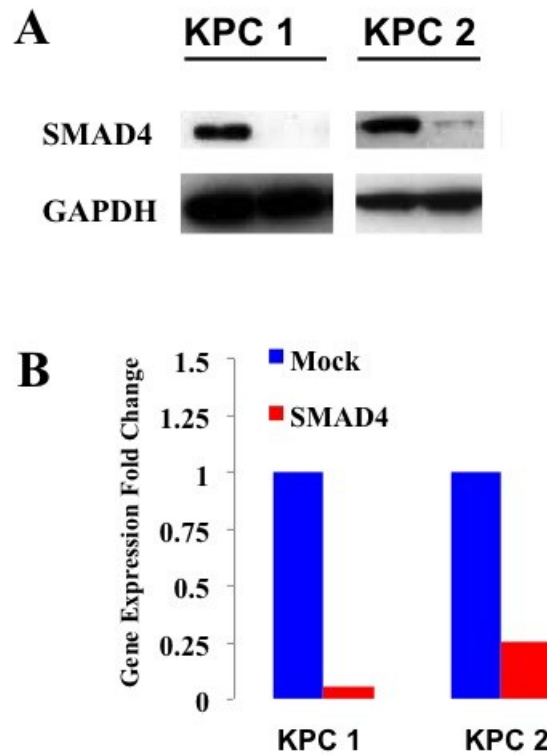 A
KPC 1 KPC 2
SMAD4
GAPDH
B
Gene Expression Fold Change
1.5
1.25
1
0.75
0.5
0.25
0
Mock
SMAD4
KPC 1 KPC 2